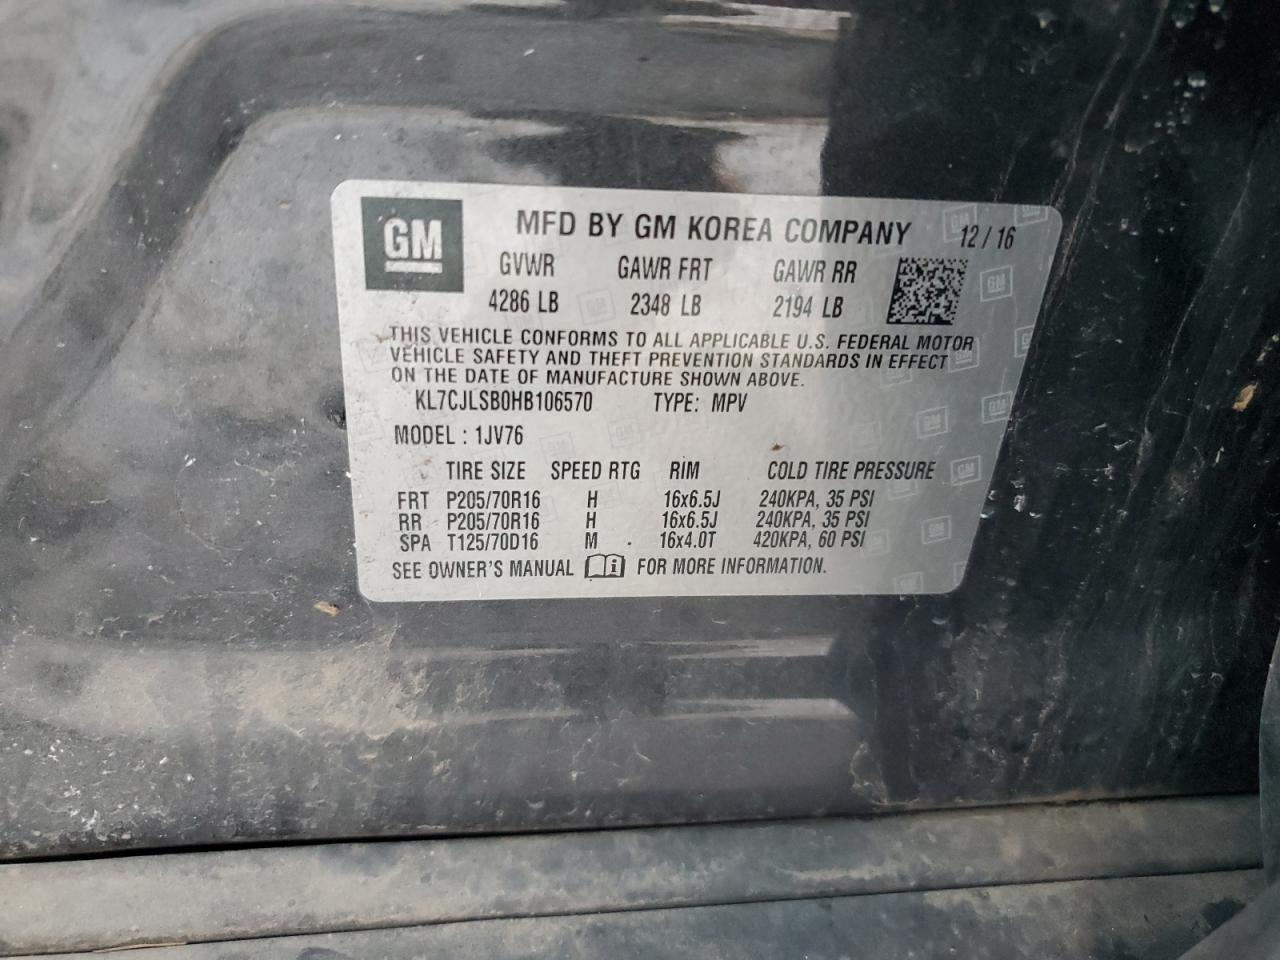 GM MFD BY GM KOREA COMPANY 12/16
GVWR GAWR FRT GAWR RR
4286 LB 2348 LB 2194 LB
THIS VEHICLE CONFORMS TO ALL APPLICABLE U.S. FEDERAL MOTOR
VEHICLE SAFETY AND THEFT PREVENTION STANDARDS IN EFFECT
ON THE DATE OF MANUFACTURE SHOWN ABOVE.
KL7CJLSB0HB106570 TYPE: MPV
MODEL : 1JV76
TIRE SIZE SPEED RTG RIM COLD TIRE PRESSURE
FRT P205/70R16 H 16x6.5J 240KPA, 35 PSI
RR P205/70R16 H 16x6.5J 240KPA, 35 PSI
SPA T125/70D16 M 16x4.0T 420KPA, 60 PSI
SEE OWNER'S MANUAL i FOR MORE INFORMATION.